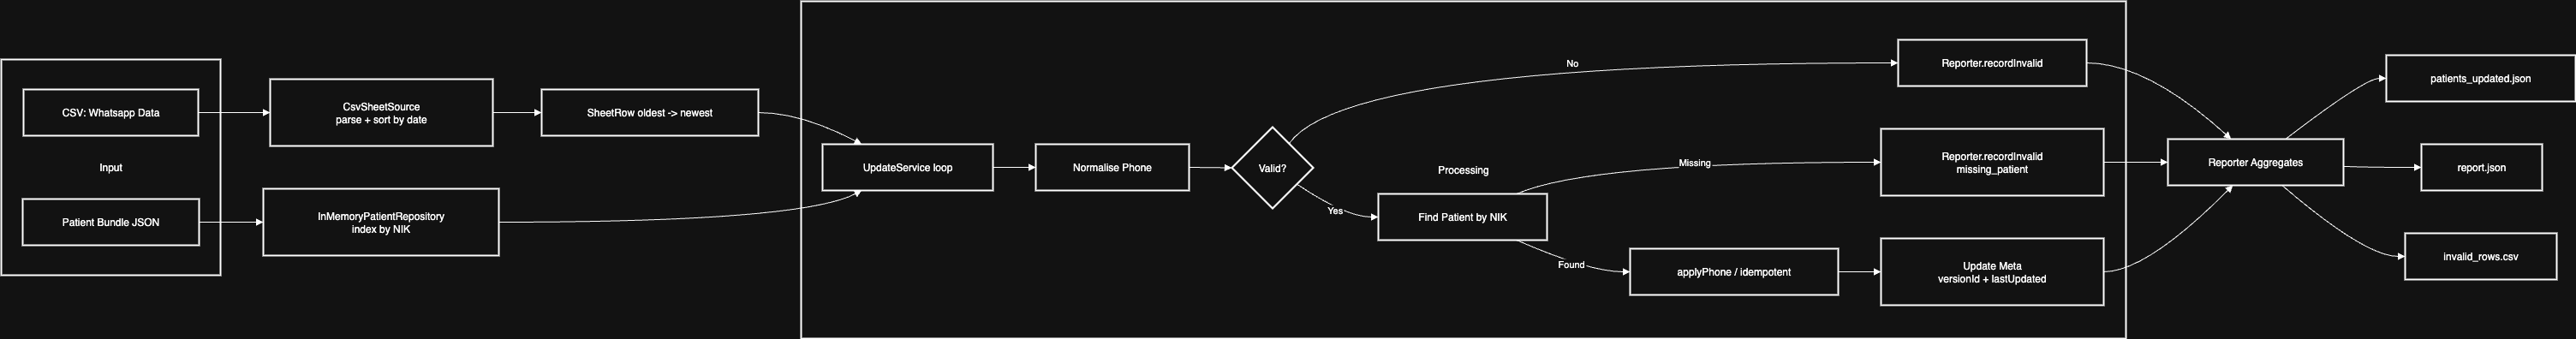 CSV: Whatsapp Data
Input
Patient Bundle JSON
CsvSheetSource
parse + sort by date
InMemoryPatientRepository
index by NIK
SheetRow oldest -> newest
UpdateService loop
Normalise Phone
Valid?
No
Yes
Processing
Find Patient by NIK
Missing
Found
applyPhone / idempotent
Reporter.recordInvalid
Reporter.recordInvalid
missing_patient
Update Meta
versionId + lastUpdated
Reporter Aggregates
patients_updated.json
report.json
invalid_rows.csv